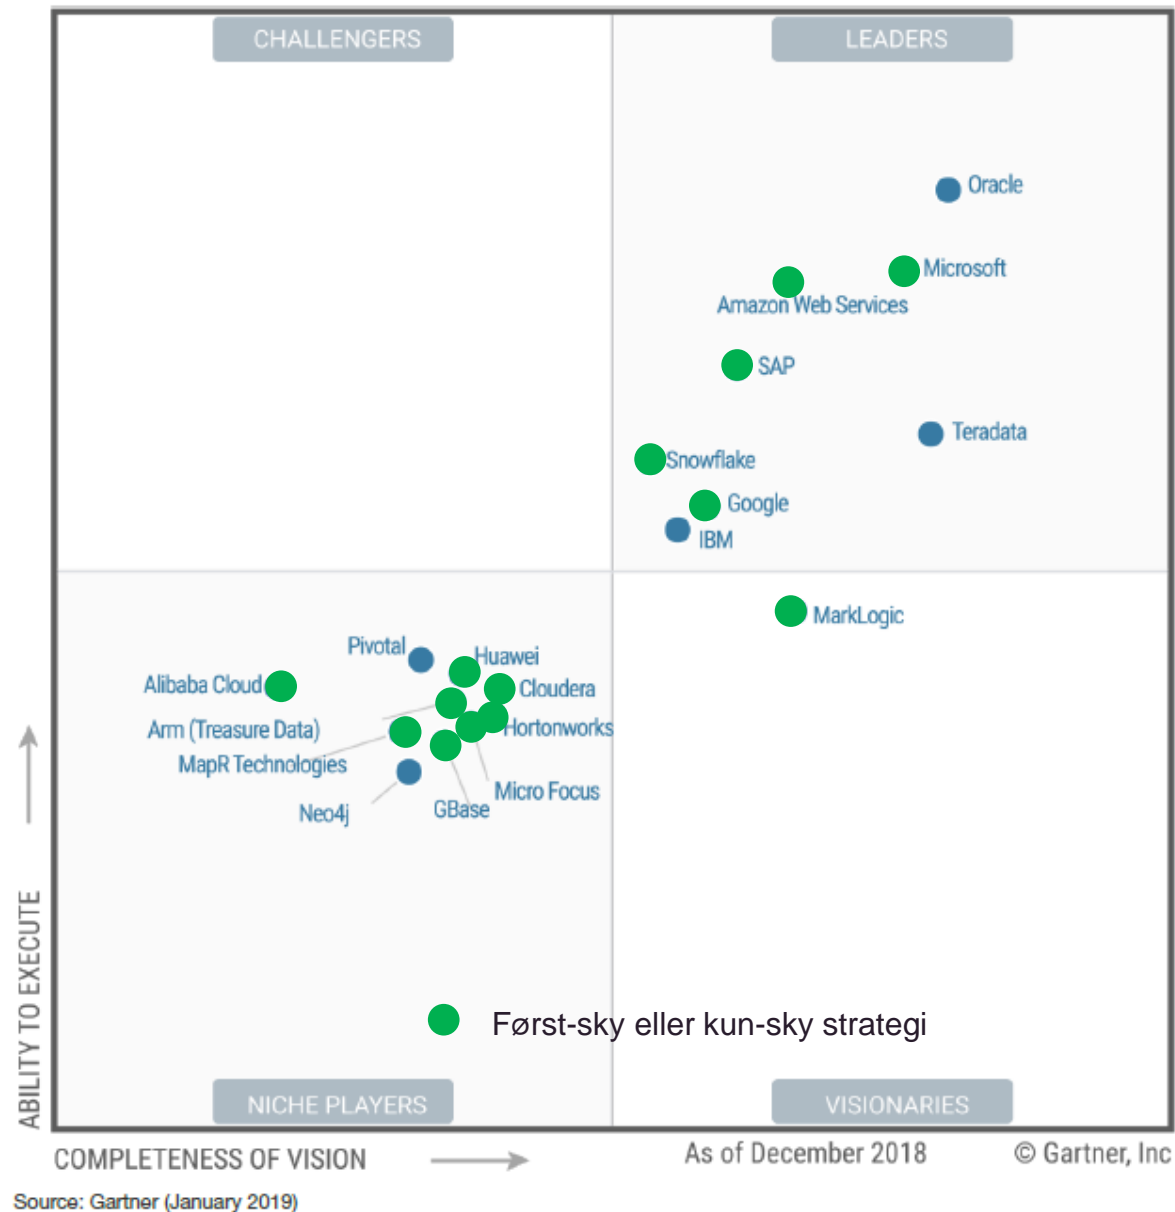 CHALLENGERS
LEADERS
Oracle
Microsoft
Amazon Web Services
SAP
Teradata
Snowflake
Google
IBM
MarkLogic
Pivotal
Huawei
Alibaba Cloud
Cloudera
Arm (Treasure Data)
Hortonworks
MapR Technologies
Micro Focus
Neo4j
GBase
Først-sky eller kun-sky strategi
NICHE PLAYERS
VISIONARIES
ABILITY TO EXECUTE
COMPLETENESS OF VISION
As of December 2018
© Gartner, Inc
Source: Gartner (January 2019)